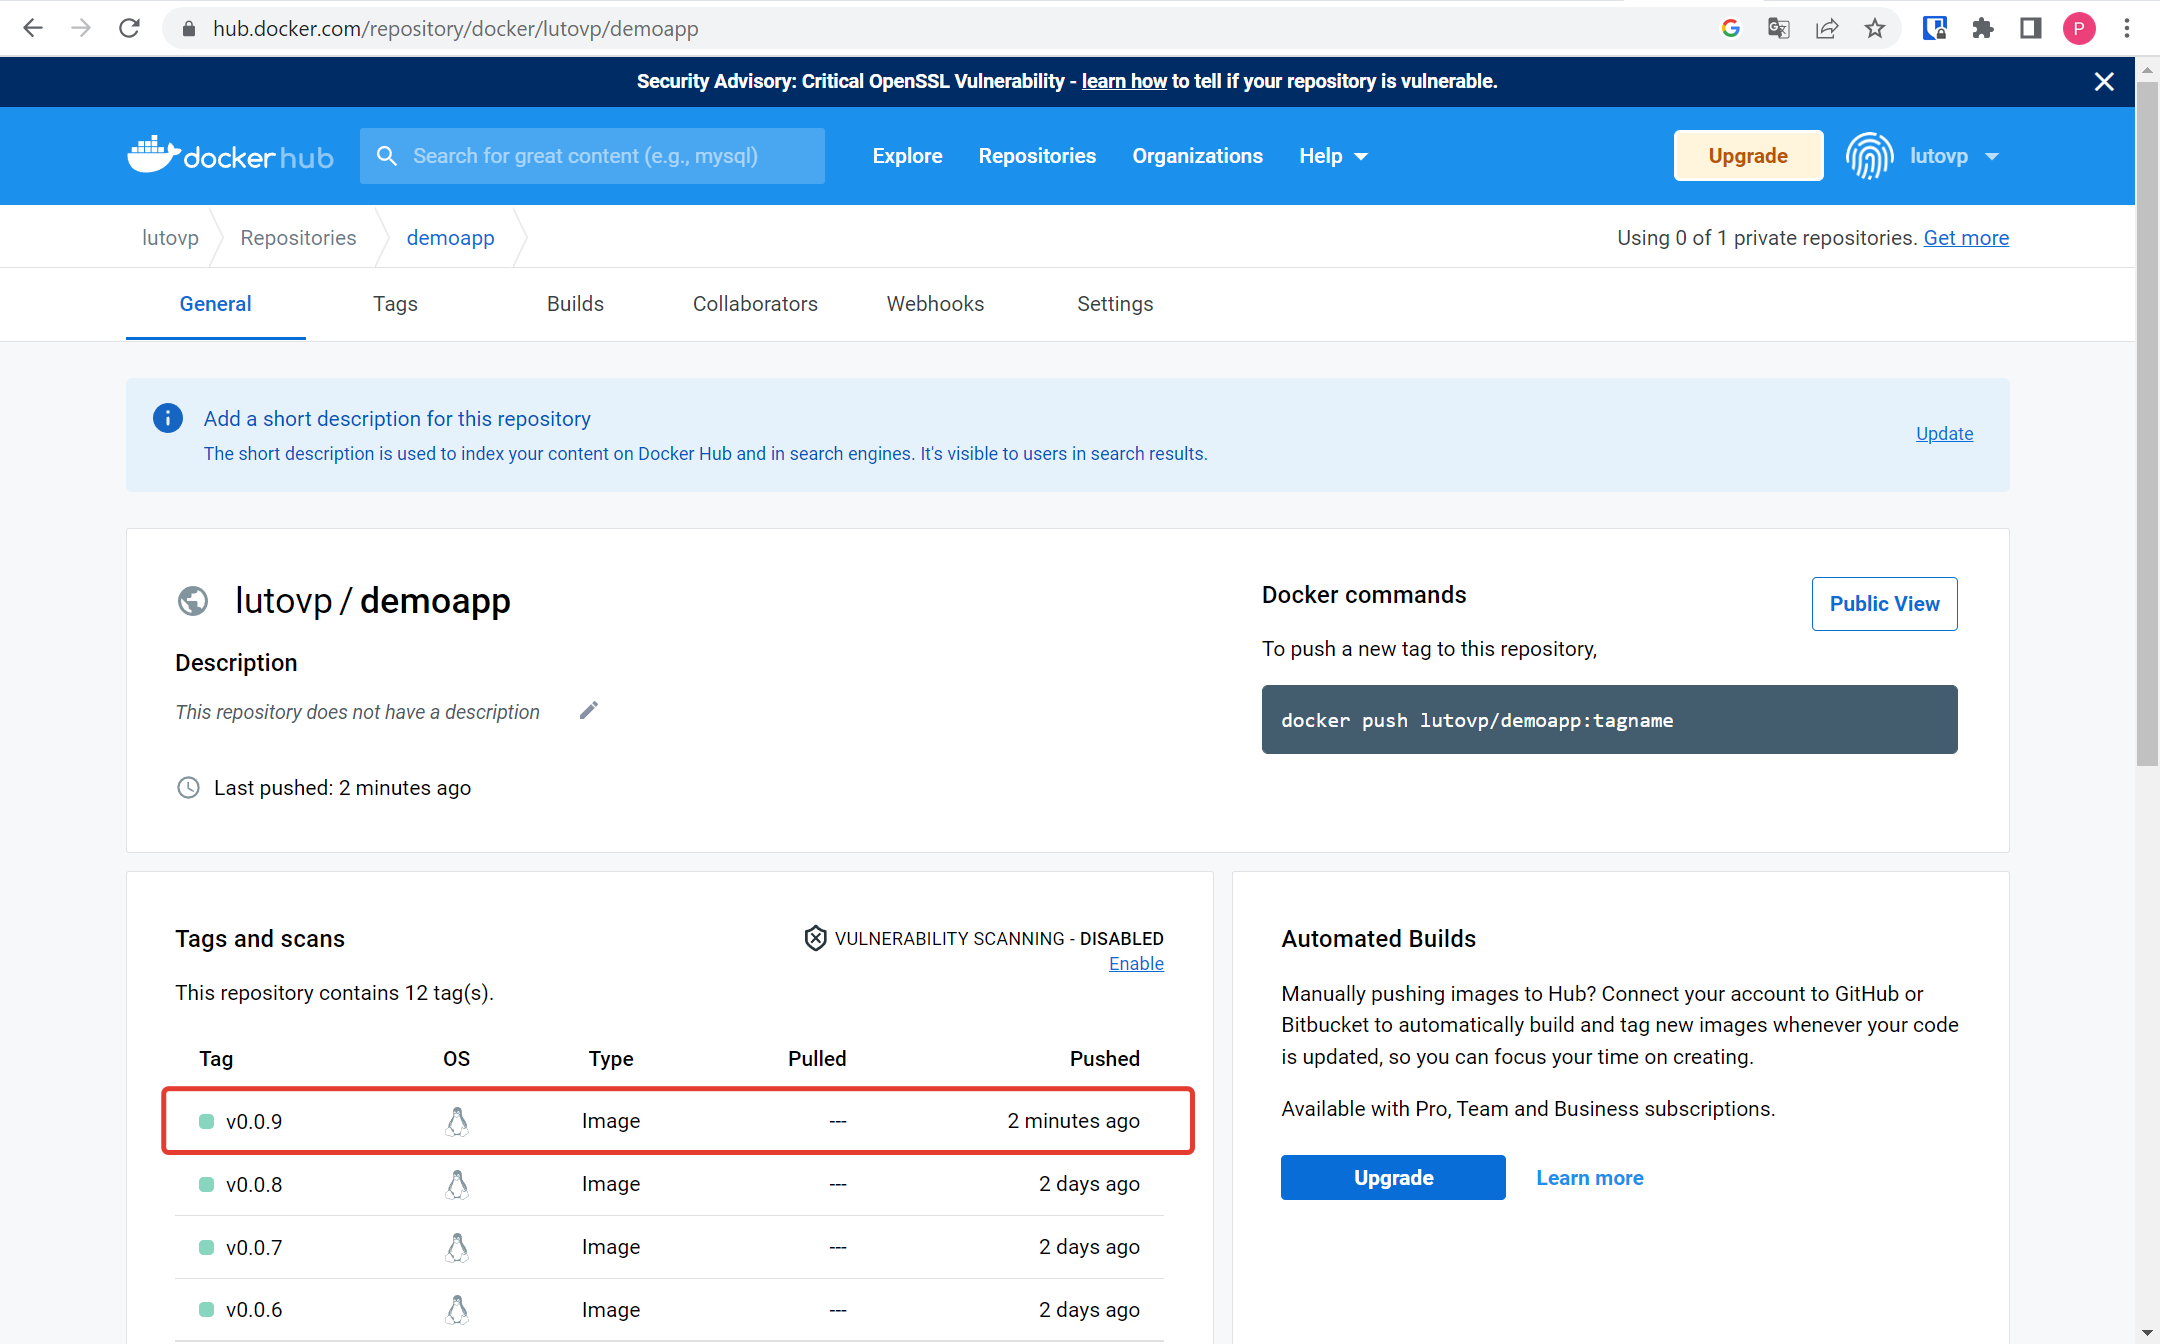 hub.docker.com/repository/docker/lutovp/demoapp
P
Security Advisory: Critical OpenSSL Vulnerability - learn how to tell if your repository is vulnerable.
docker hub
Search for great content (e.g., mysql)
Explore
Repositories
Organizations
Help
Upgrade
lutovp
lutovp
Repositories
demoapp
Using 0 of 1 private repositories. Get more
General
Tags
Builds
Collaborators
Webhooks
Settings
Add a short description for this repository
The short description is used to index your content on Docker Hub and in search engines. It's visible to users in search results.
Update
lutovp / demoapp
Description
This repository does not have a description
Last pushed: 2 minutes ago
Docker commands
Public View
To push a new tag to this repository,
docker push lutovp/demoapp:tagname
Tags and scans
VULNERABILITY SCANNING - DISABLED
Enable
This repository contains 12 tag(s).
Tag OS Type Pulled Pushed
v0.0.9 Image --- 2 minutes ago
v0.0.8 Image --- 2 days ago
v0.0.7 Image --- 2 days ago
v0.0.6 Image --- 2 days ago
Automated Builds
Manually pushing images to Hub? Connect your account to GitHub or
Bitbucket to automatically build and tag new images whenever your code
is updated, so you can focus your time on creating.
Available with Pro, Team and Business subscriptions.
Upgrade
Learn more